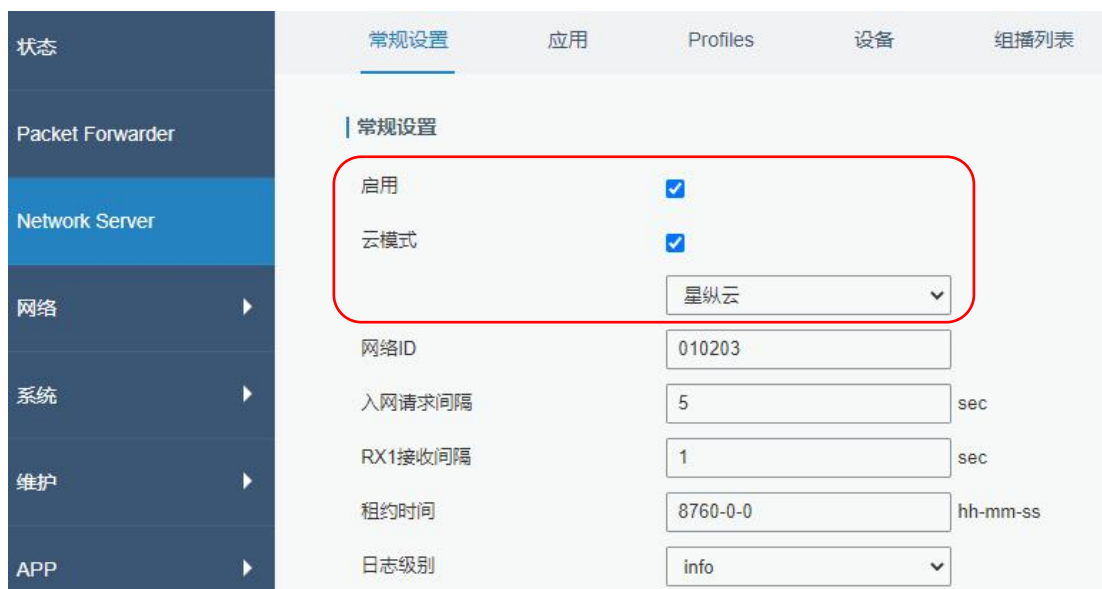 状态
Packet Forwarder
Network Server
网络
系统
维护
APP
常规设置 应用 Profiles 设备 组播列表
常规设置
启用
云模式
星纵云
网络ID 010203
入网请求间隔 5 sec
RX1接收间隔 1 sec
租约时间 8760-0-0 hh-mm-ss
日志级别 info